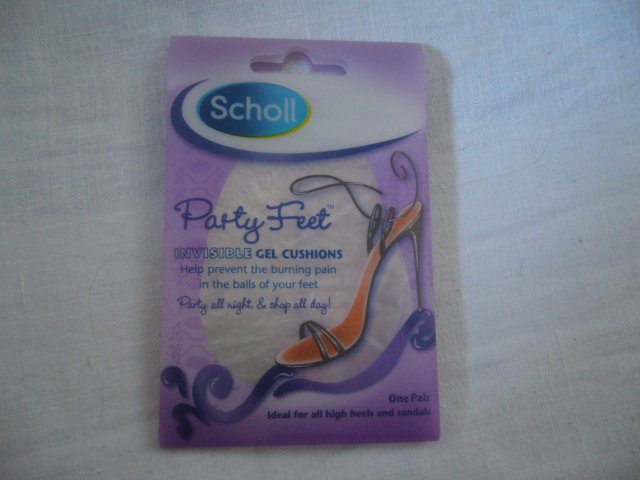 Scholl
Party Feet™
INVISIBLE GEL CUSHIONS
Help prevent the burning pain
in the balls of your feet
Party all night, & shop all day!
One Pair
Ideal for all high heels and sandals